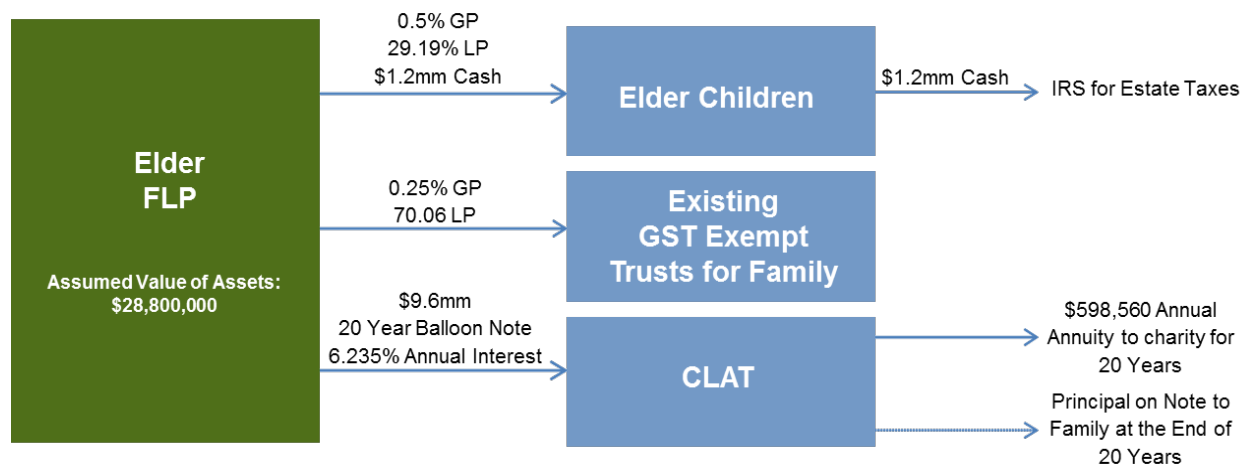 Elder
FLP
Assumed Value of Assets:
$28,800,000
0.5% GP
29.19% LP
$1.2mm Cash
Elder Children
$1.2mm Cash
IRS for Estate Taxes
0.25% GP
70.06 LP
Existing
GST Exempt
Trusts for Family
$9.6mm
20 Year Balloon Note
6.235% Annual Interest
CLAT
$598,560 Annual
Annuity to charity for
20 Years
Principal on Note to
Family at the End of
20 Years